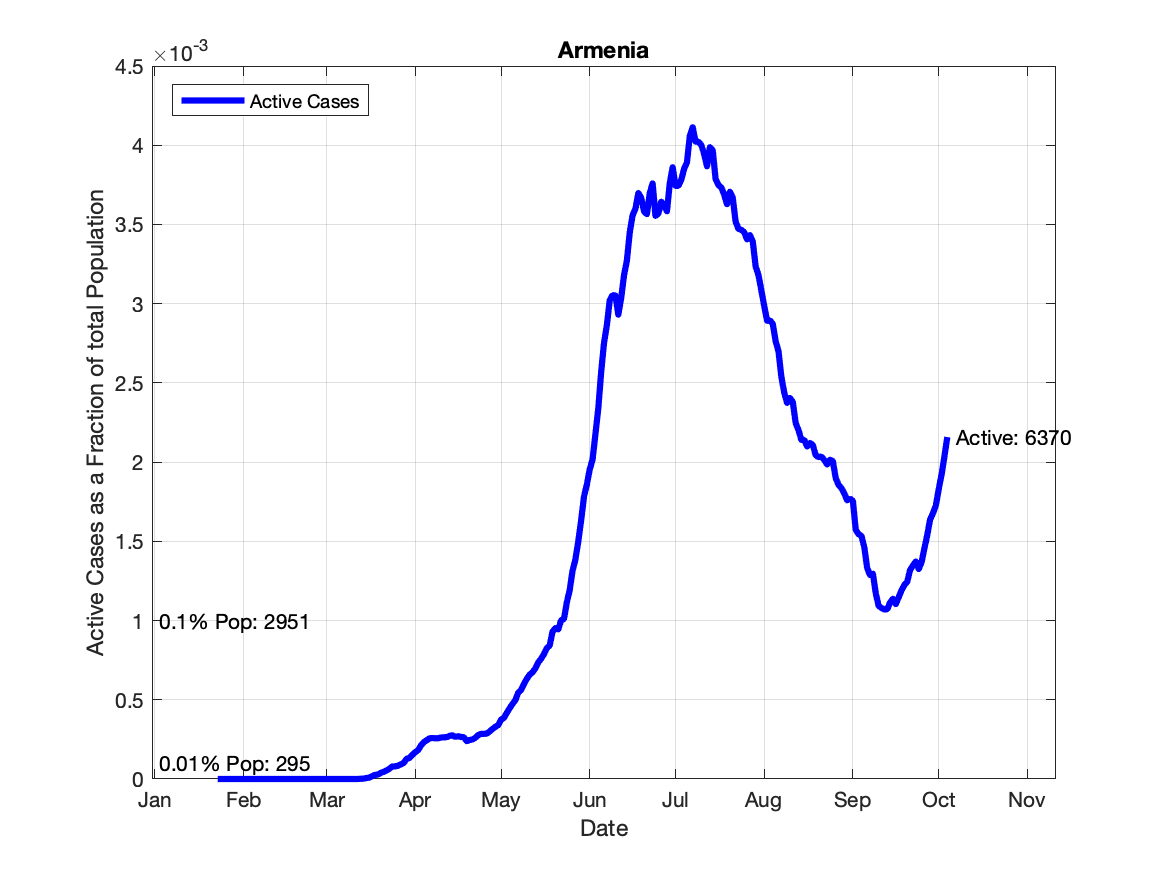 Armenia
×10-3
4.5
4
3.5
3
2.5
2
1.5
1
0.5
0
Active Cases as a Fraction of total Population
Active Cases
Active: 6370
0.1% Pop: 2951
0.01% Pop: 295
Jan Feb Mar Apr May Jun Jul Aug Sep Oct Nov
Date